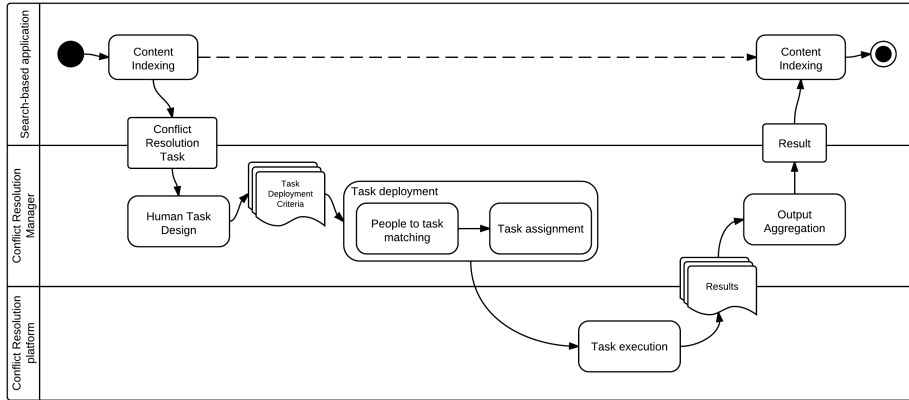 Search-based application
Content
Indexing
Content
Indexing
Conflict
Resolution
Task
Result
Conflict Resolution
Manager
Human Task
Design
Task
Deployment
Criteria
Task deployment
People to task
matching
Task assignment
Output
Aggregation
Results
Conflict Resolution
platform
Task execution